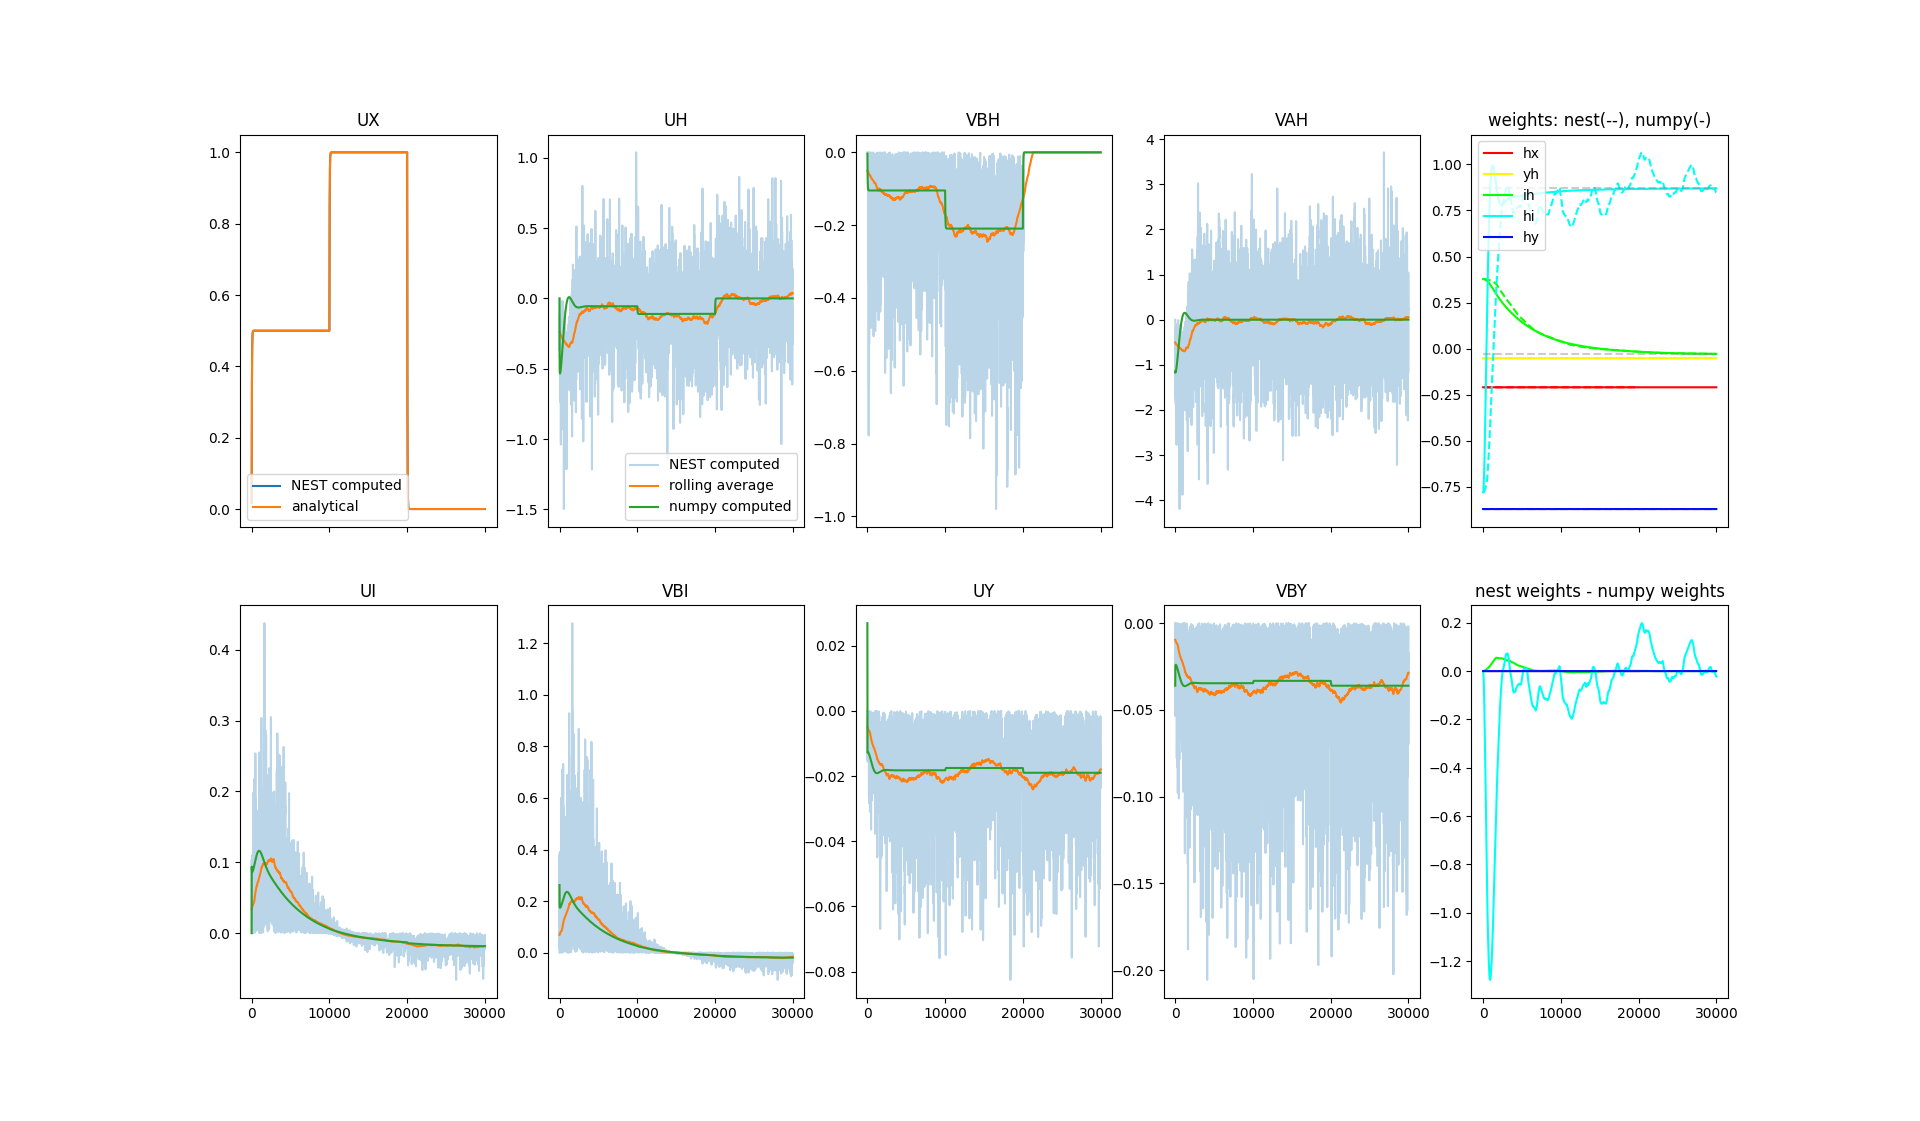 UX
1.0
0.8
0.6
0.4
0.2
0.0
NEST computed
analytical
UH
1.0
0.5
0.0
−0.5
−1.0
−1.5
NEST computed
rolling average
numpy computed
VBH
0.0
−0.2
−0.4
−0.6
−0.8
−1.0
VAH
4
3
2
1
0
−1
−2
−3
−4
weights: nest(--), numpy(-)
1.00
0.75
0.50
0.25
0.00
−0.25
−0.50
−0.75
hx
yh
ih
hi
hy
UI
0.4
0.3
0.2
0.1
0.0
0 10000 20000 30000
VBI
1.2
1.0
0.8
0.6
0.4
0.2
0.0
0 10000 20000 30000
UY
0.02
0.00
−0.02
−0.04
−0.06
−0.08
0 10000 20000 30000
VBY
0.00
−0.05
−0.10
−0.15
−0.20
0 10000 20000 30000
nest weights - numpy weights
0.2
0.0
−0.2
−0.4
−0.6
−0.8
−1.0
−1.2
0 10000 20000 30000